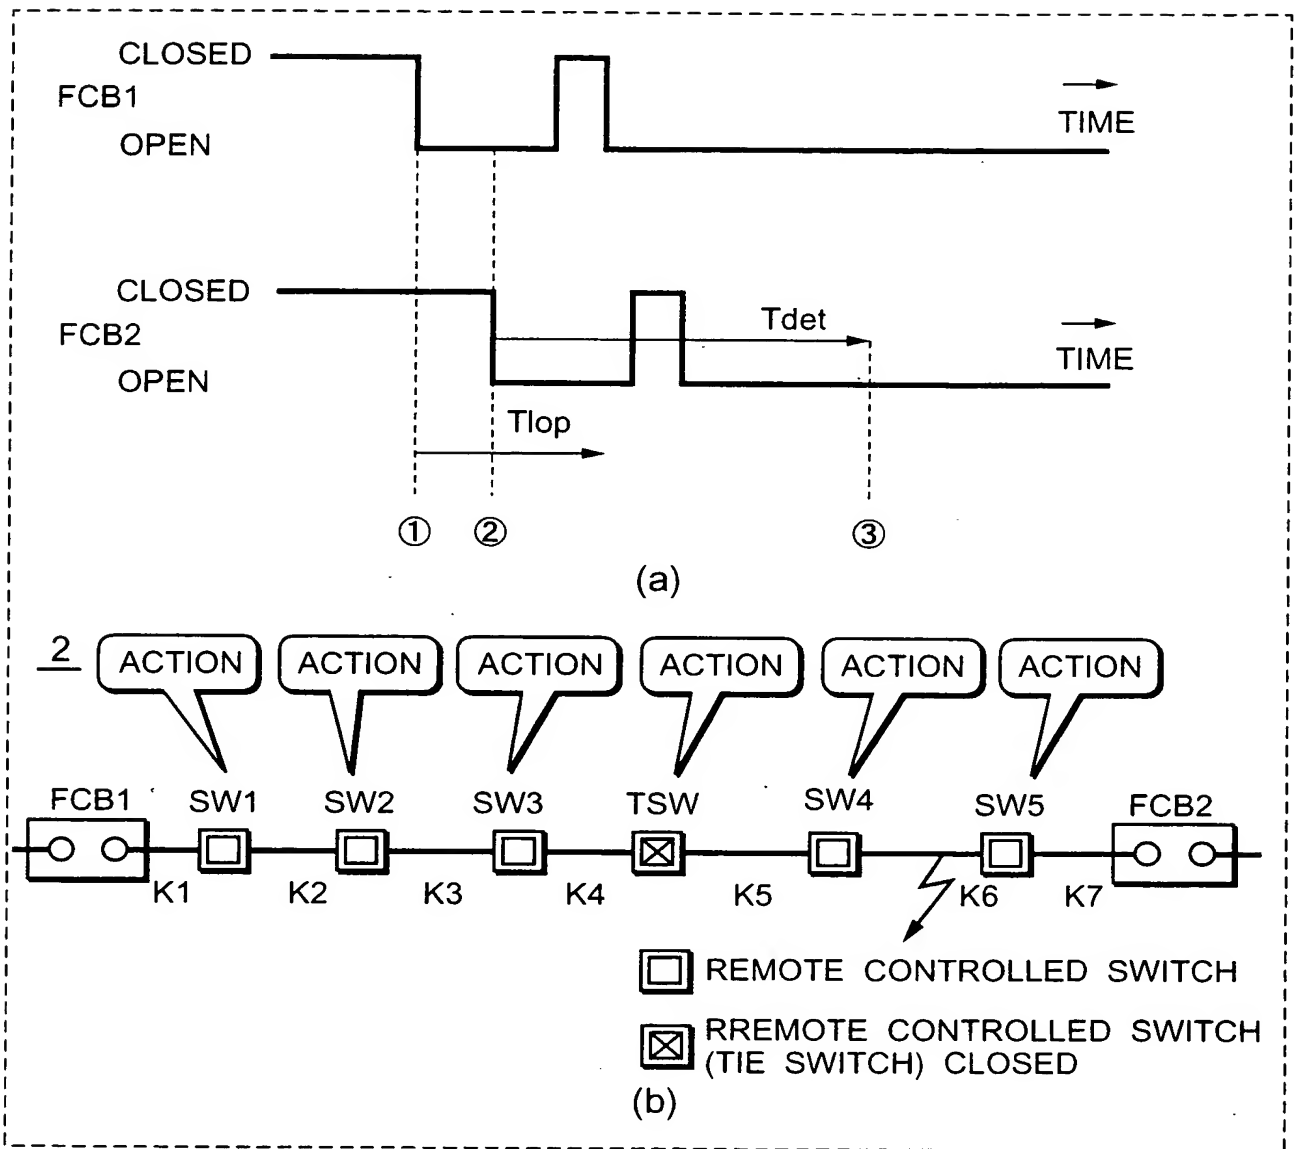 CLOSED
FCB1
OPEN
TIME
CLOSED
FCB2
OPEN
Tdet
TIME
Tlop
① ② ③
(a)
2
ACTION ACTION ACTION ACTION ACTION ACTION
FCB1 SW1 SW2 SW3 TSW SW4 SW5 FCB2
K1 K2 K3 K4 K5 K6 K7
REMOTE CONTROLLED SWITCH
RREMOTE CONTROLLED SWITCH
(TIE SWITCH) CLOSED
(b)